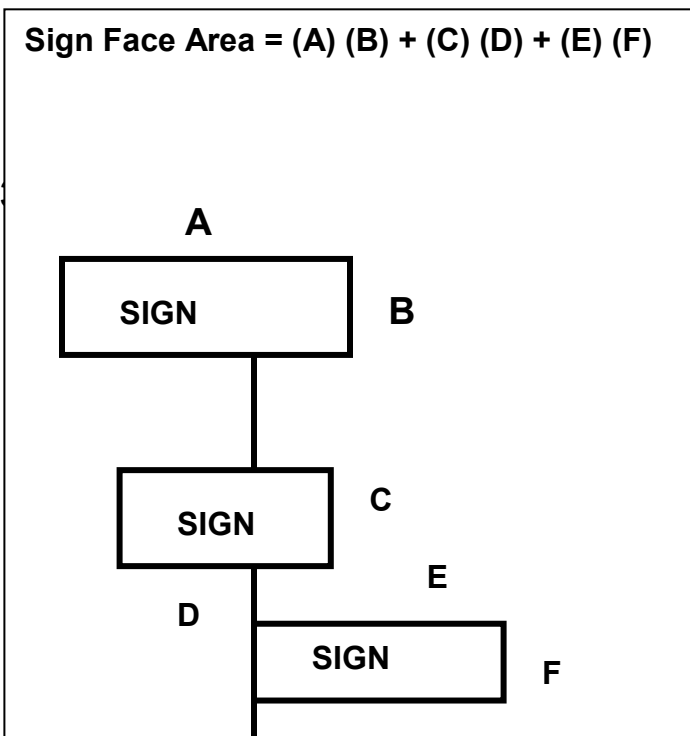 Sign Face Area = (A) (B) + (C) (D) + (E) (F)
A
SIGN
B
C
SIGN
E
D
SIGN
F